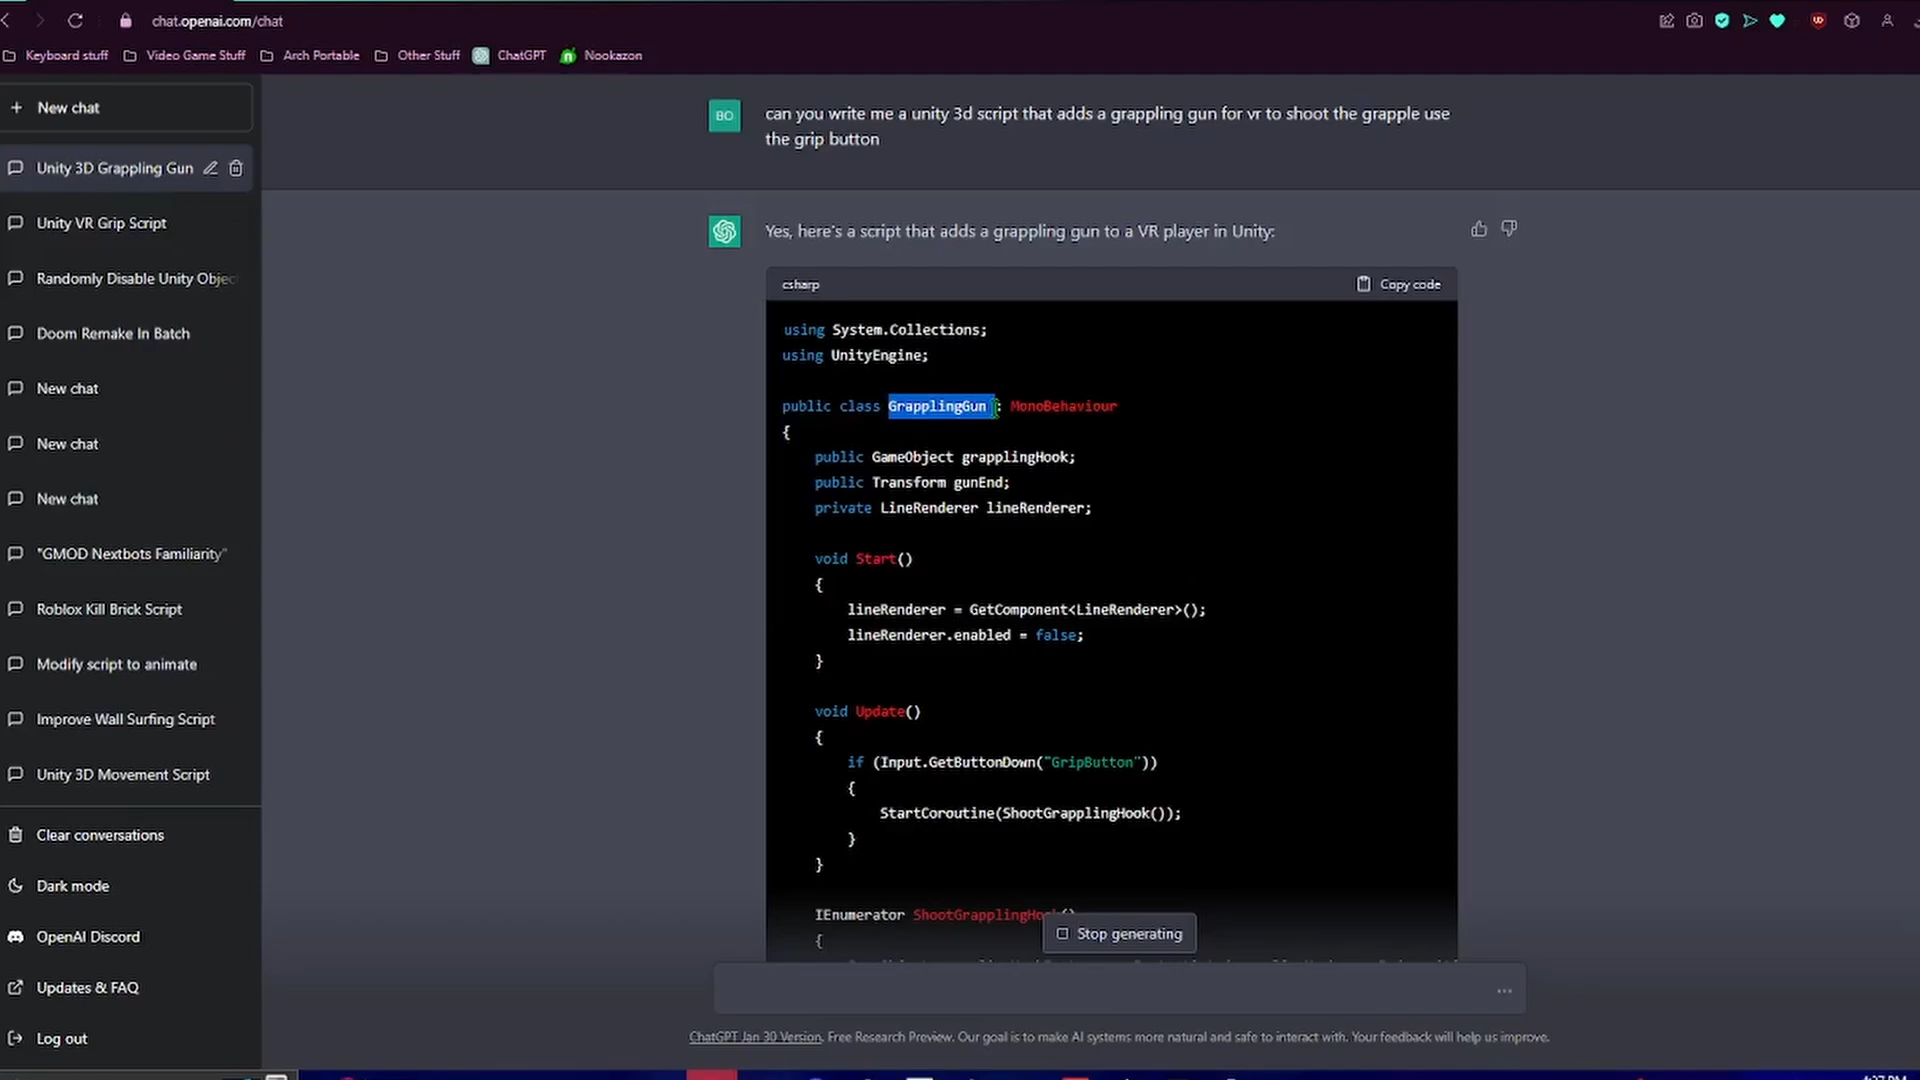 chat.openai.com/chat
Keyboard stuff
Video Game Stuff
Arch Portable
Other Stuff
ChatGPT
Nookazon
New chat
Unity 3D Grappling Gun
Unity VR Grip Script
Randomly Disable Unity Objec
Doom Remake In Batch
New chat
New chat
New chat
"GMOD Nextbots Familiarity"
Roblox Kill Brick Script
Modify script to animate
Improve Wall Surfing Script
Unity 3D Movement Script
Clear conversations
Dark mode
OpenAI Discord
Updates & FAQ
Log out
BO
can you write me a unity 3d script that adds a grappling gun for vr to shoot the grapple use
the grip button
Yes, here's a script that adds a grappling gun to a VR player in Unity:
csharp
Copy code
using System.Collections;
using UnityEngine;
public class GrapplingGun : MonoBehaviour
{
public GameObject grapplingHook;
public Transform gunEnd;
private LineRenderer lineRenderer;
void Start()
{
lineRenderer = GetComponent<LineRenderer>();
lineRenderer.enabled = false;
}
void Update()
{
if (Input.GetButtonDown("GripButton"))
{
StartCoroutine(ShootGrapplingHook());
}
}
IEnumerator ShootGrapplingHook()
{
Stop generating
ChatGPT Jan 30 Version. Free Research Preview. Our goal is to make AI systems more natural and safe to interact with. Your feedback will help us improve.